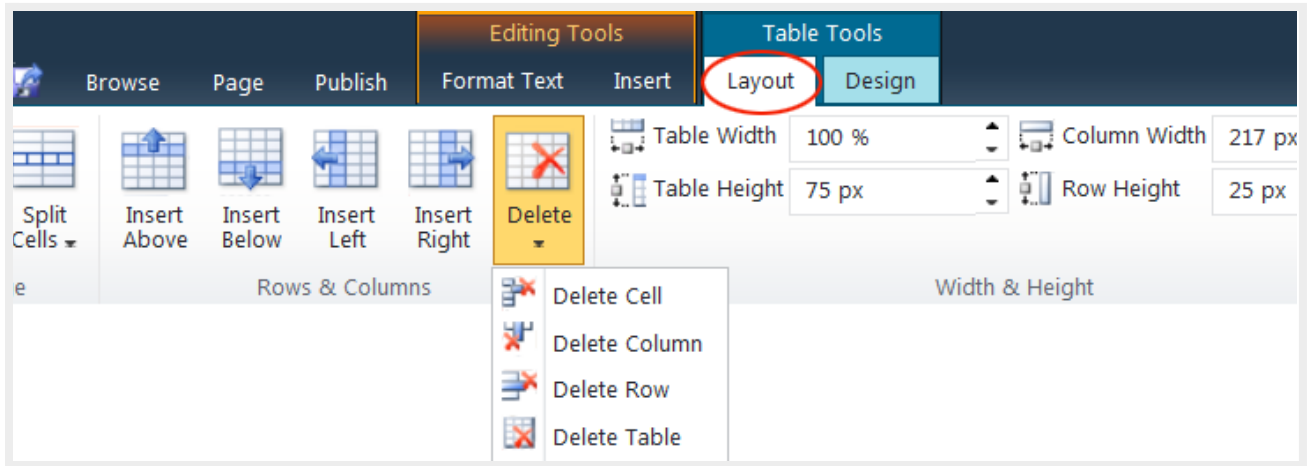 Editing Tools
Table Tools
Browse
Page
Publish
Format Text
Insert
Layout
Design
Split
Cells
Insert
Above
Insert
Below
Insert
Left
Insert
Right
Delete
Table Width
100 %
Column Width
217 px
Table Height
75 px
Row Height
25 px
e
Rows & Columns
Width & Height
Delete Cell
Delete Column
Delete Row
Delete Table